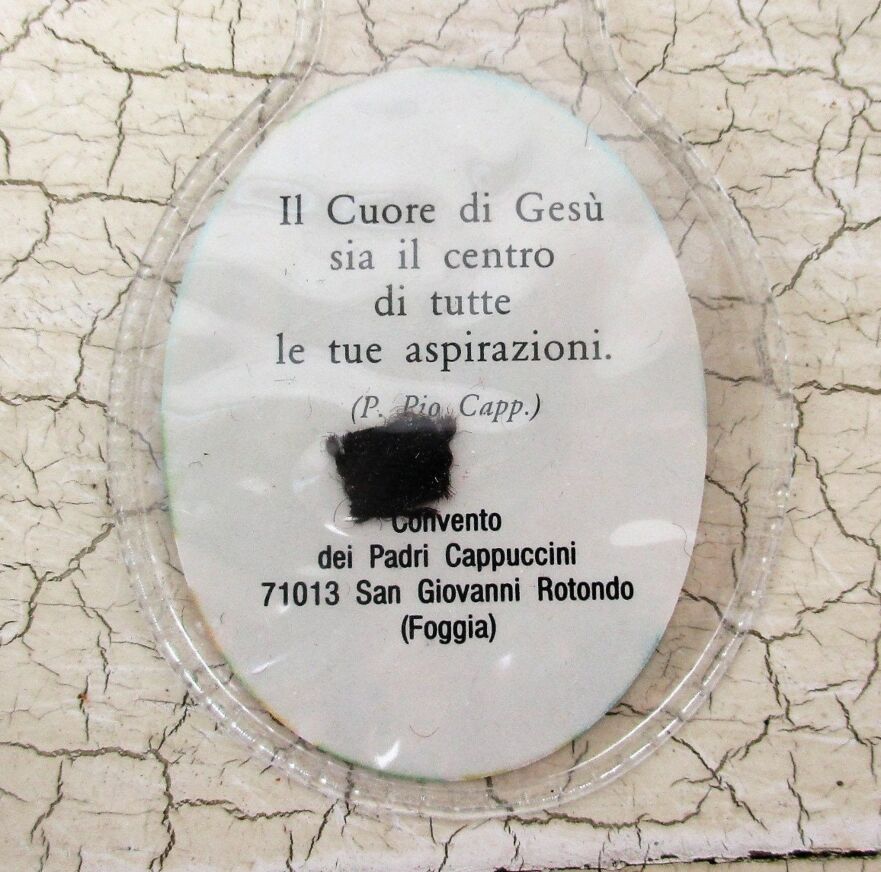 Il Cuore di Gesù
sia il centro
di tutte
le tue aspirazioni.
(P. Pio Capp.)
Convento
dei Padri Cappuccini
71013 San Giovanni Rotondo
(Foggia)